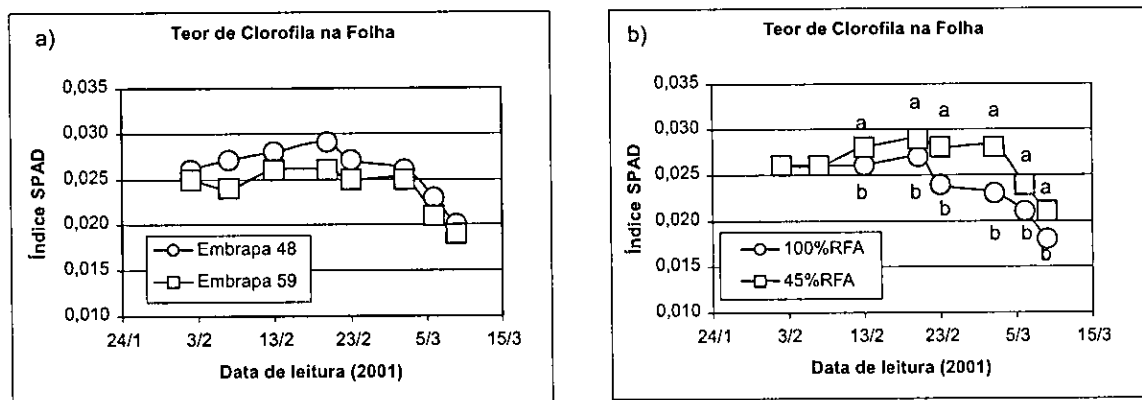 a)
Teor de Clorofila na Folha
Índice SPAD
0,035
0,030
0,025
0,020
0,015
0,010
Embrapa 48
Embrapa 59
24/1 3/2 13/2 23/2 5/3 15/3
Data de leitura (2001)
b)
Teor de Clorofila na Folha
Índice SPAD
0,035
0,030
0,025
0,020
0,015
0,010
a a a a a a
b b b b b b
100%RFA
45%RFA
24/1 3/2 13/2 23/2 5/3 15/3
Data de leitura (2001)